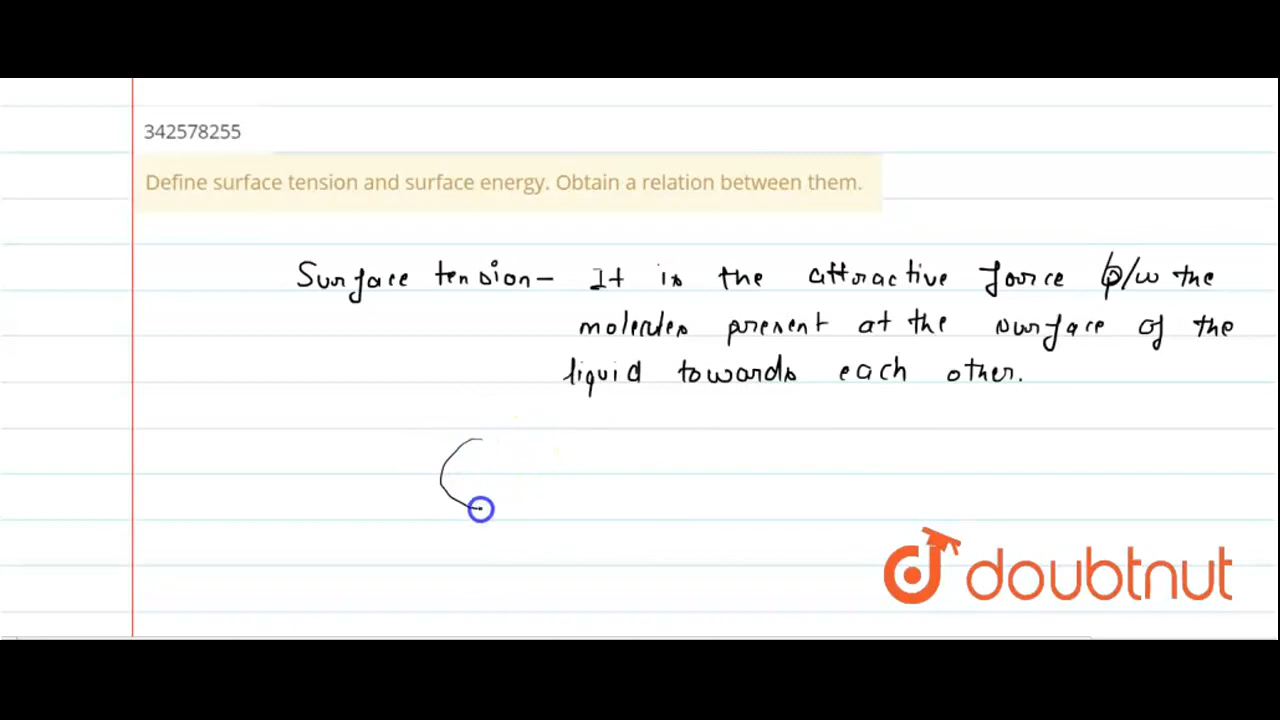 342578255
Define surface tension and surface energy. Obtain a relation between them.
Surface tension- It is the attractive force b/w the
molecules present at the surface of the
liquid towards each other.
doubtnut